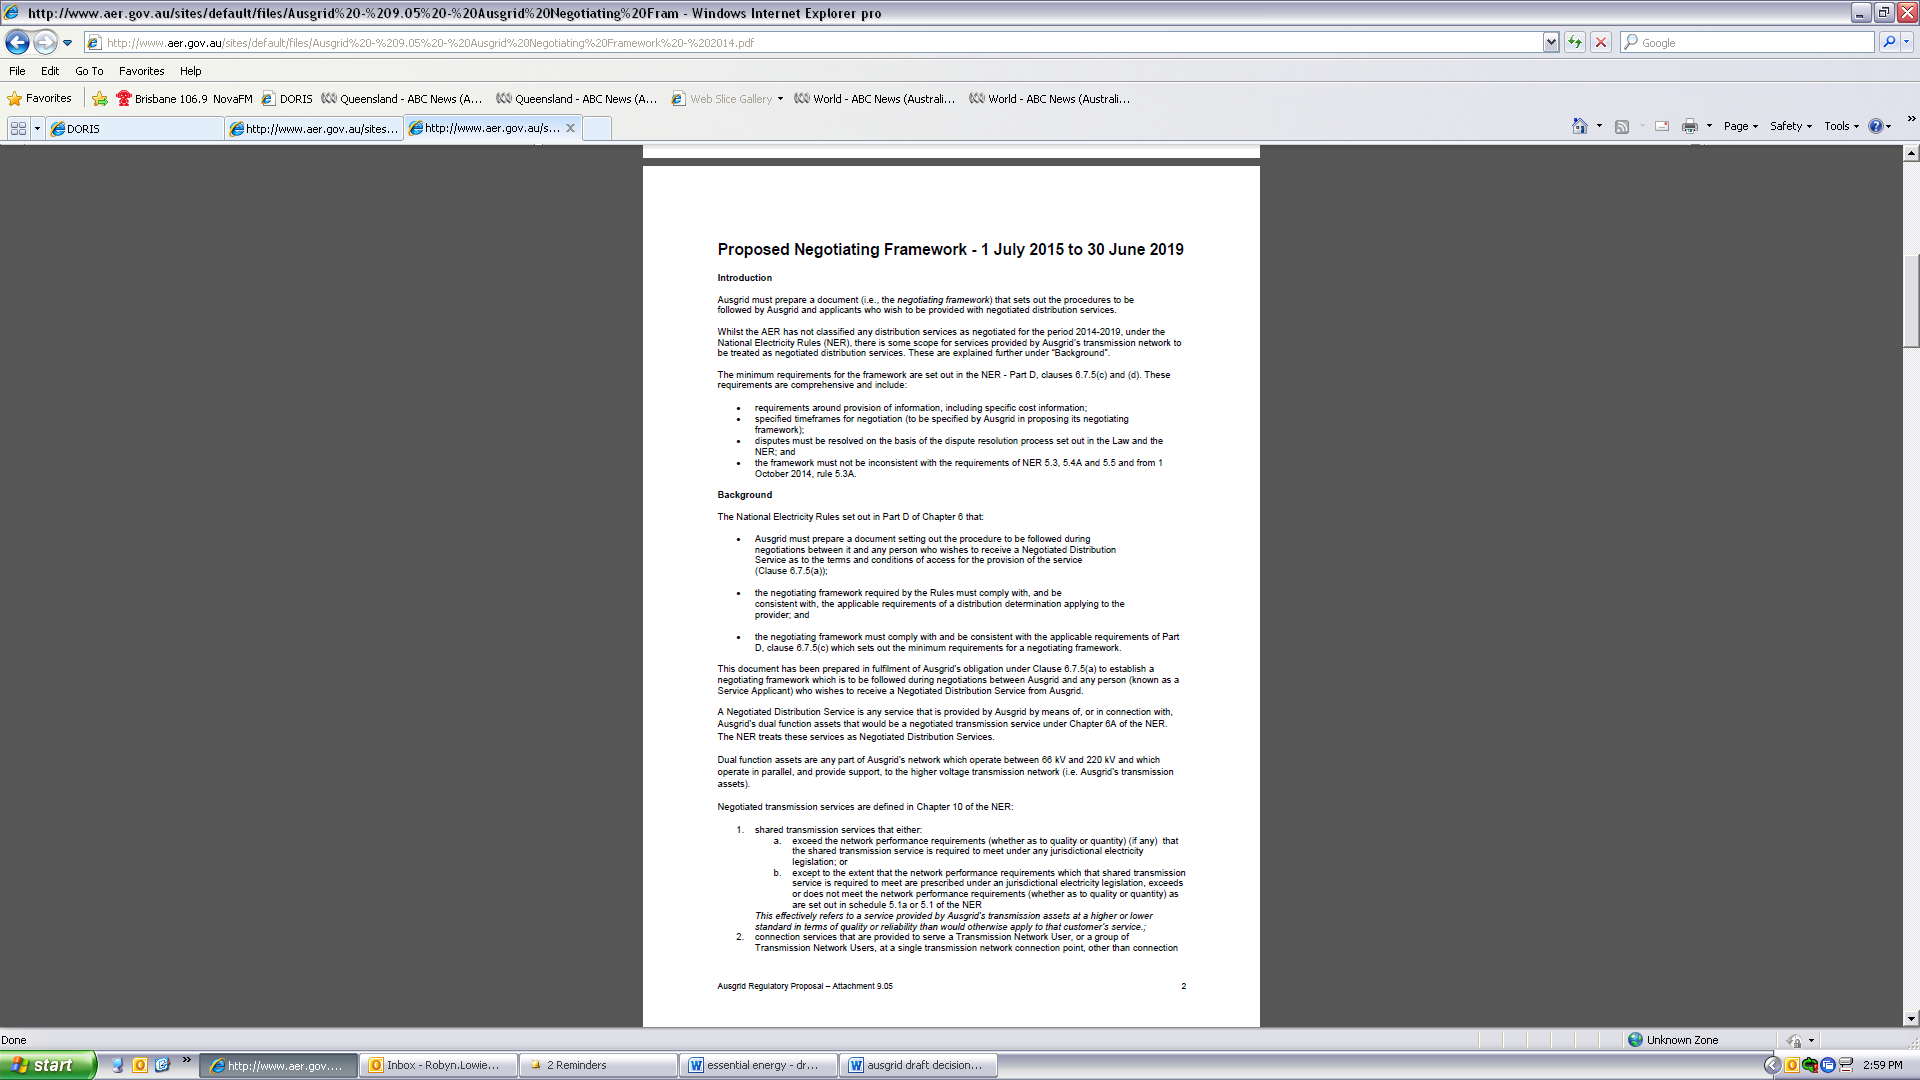 http://www.aer.gov.au/sites/default/files/Ausgrid%20-%209.05%20-%20Ausgrid%20Negotiating%20Fram - Windows Internet Explorer pro
http://www.aer.gov.au/sites/default/files/Ausgrid%20-%209.05%20-%20Ausgrid%20Negotiating%20Framework%20-%202014.pdf
Google
File Edit Go To Favorites Help
Favorites Brisbane 106.9 NovaFM DORIS Queensland - ABC News (A... Queensland - ABC News (A... Web Slice Gallery World - ABC News (Australi... World - ABC News (Australi...
DORIS http://www.aer.gov.au/sites... http://www.aer.gov.au/s... Page Safety Tools
Proposed Negotiating Framework - 1 July 2015 to 30 June 2019
Introduction
Ausgrid must prepare a document (i.e., the negotiating framework) that sets out the procedures to be
followed by Ausgrid and applicants who wish to be provided with negotiated distribution services.
Whilst the AER has not classified any distribution services as negotiated for the period 2014-2019, under the
National Electricity Rules (NER), there is some scope for services provided by Ausgrid's transmission network to
be treated as negotiated distribution services. These are explained further under "Background".
The minimum requirements for the framework are set out in the NER - Part D, clauses 6.7.5(c) and (d). These
requirements are comprehensive and include:
• requirements around provision of information, including specific cost information;
• specified timeframes for negotiation (to be specified by Ausgrid in proposing its negotiating
framework);
• disputes must be resolved on the basis of the dispute resolution process set out in the Law and the
NER; and
• the framework must not be inconsistent with the requirements of NER 5.3, 5.4A and 5.5 and from 1
October 2014, rule 5.3A.
Background
The National Electricity Rules set out in Part D of Chapter 6 that:
• Ausgrid must prepare a document setting out the procedure to be followed during
negotiations between it and any person who wishes to receive a Negotiated Distribution
Service as to the terms and conditions of access for the provision of the service
(Clause 6.7.5(a));
• the negotiating framework required by the Rules must comply with, and be
consistent with, the applicable requirements of a distribution determination applying to the
provider; and
• the negotiating framework must comply with and be consistent with the applicable requirements of Part
D, clause 6.7.5(c) which sets out the minimum requirements for a negotiating framework.
This document has been prepared in fulfilment of Ausgrid's obligation under Clause 6.7.5(a) to establish a
negotiating framework which is to be followed during negotiations between Ausgrid and any person (known as a
Service Applicant) who wishes to receive a Negotiated Distribution Service from Ausgrid.
A Negotiated Distribution Service is any service that is provided by Ausgrid by means of, or in connection with,
Ausgrid's dual function assets that would be a negotiated transmission service under Chapter 6A of the NER.
The NER treats these services as Negotiated Distribution Services.
Dual function assets are any part of Ausgrid's network which operate between 66 kV and 220 kV and which
operate in parallel, and provide support, to the higher voltage transmission network (i.e. Ausgrid's transmission
assets).
Negotiated transmission services are defined in Chapter 10 of the NER:
1. shared transmission services that either:
a. exceed the network performance requirements (whether as to quality or quantity) (if any) that
the shared transmission service is required to meet under any jurisdictional electricity
legislation; or
b. except to the extent that the network performance requirements which that shared transmission
service is required to meet are prescribed under an jurisdictional electricity legislation, exceeds
or does not meet the network performance requirements (whether as to quality or quantity) as
are set out in schedule 5.1a or 5.1 of the NER
This effectively refers to a service provided by Ausgrid's transmission assets at a higher or lower
standard in terms of quality or reliability than would otherwise apply to that customer's service.;
2. connection services that are provided to serve a Transmission Network User, or a group of
Transmission Network Users, at a single transmission network connection point, other than connection
Ausgrid Regulatory Proposal – Attachment 9.05 2
Done Unknown Zone
start http://www.aer.gov.... Inbox - Robyn.Lowie... 2 Reminders essential energy - dr... ausgrid draft decision... 2:59 PM